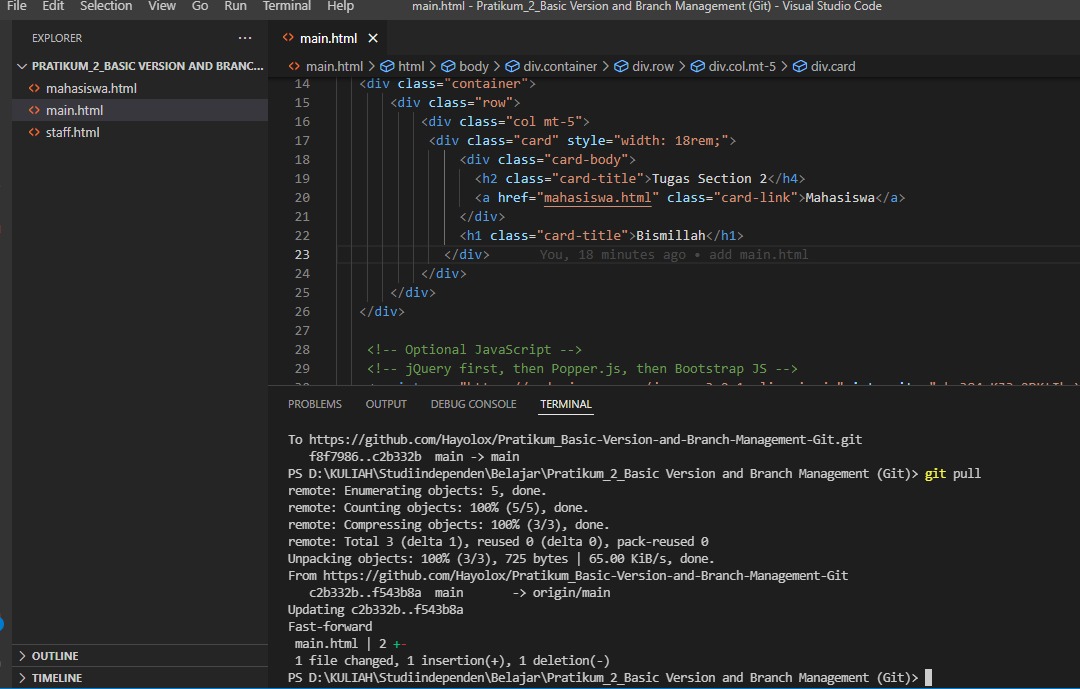 File Edit Selection View Go Run Terminal Help main.html - Pratikum_2_Basic Version and Branch Management (Git) - Visual Studio Code
EXPLORER ···
PRATIKUM_2_BASIC VERSION AND BRANC...
mahasiswa.html
main.html
staff.html
OUTLINE
TIMELINE
main.html
main.html > html > body > div.container > div.row > div.col.mt-5 > div.card
14 <div class="container">
15 <div class="row">
16 <div class="col mt-5">
17 <div class="card" style="width: 18rem;">
18 <div class="card-body">
19 <h2 class="card-title">Tugas Section 2</h4>
20 <a href="mahasiswa.html" class="card-link">Mahasiswa</a>
21 </div>
22 <h1 class="card-title">Bismillah</h1>
23 </div> You, 18 minutes ago • add main.html
24 </div>
25 </div>
26 </div>
27
28 <!-- Optional JavaScript -->
29 <!-- jQuery first, then Popper.js, then Bootstrap JS -->
PROBLEMS OUTPUT DEBUG CONSOLE TERMINAL
To https://github.com/Hayolox/Pratikum_Basic-Version-and-Branch-Management-Git.git
f8f7986..c2b332b main -> main
PS D:\KULIAH\Studiindependen\Belajar\Pratikum_2_Basic Version and Branch Management (Git)> git pull
remote: Enumerating objects: 5, done.
remote: Counting objects: 100% (5/5), done.
remote: Compressing objects: 100% (3/3), done.
remote: Total 3 (delta 1), reused 0 (delta 0), pack-reused 0
Unpacking objects: 100% (3/3), 725 bytes | 65.00 KiB/s, done.
From https://github.com/Hayolox/Pratikum_Basic-Version-and-Branch-Management-Git
c2b332b..f543b8a main -> origin/main
Updating c2b332b..f543b8a
Fast-forward
main.html | 2 +-
1 file changed, 1 insertion(+), 1 deletion(-)
PS D:\KULIAH\Studiindependen\Belajar\Pratikum_2_Basic Version and Branch Management (Git)>